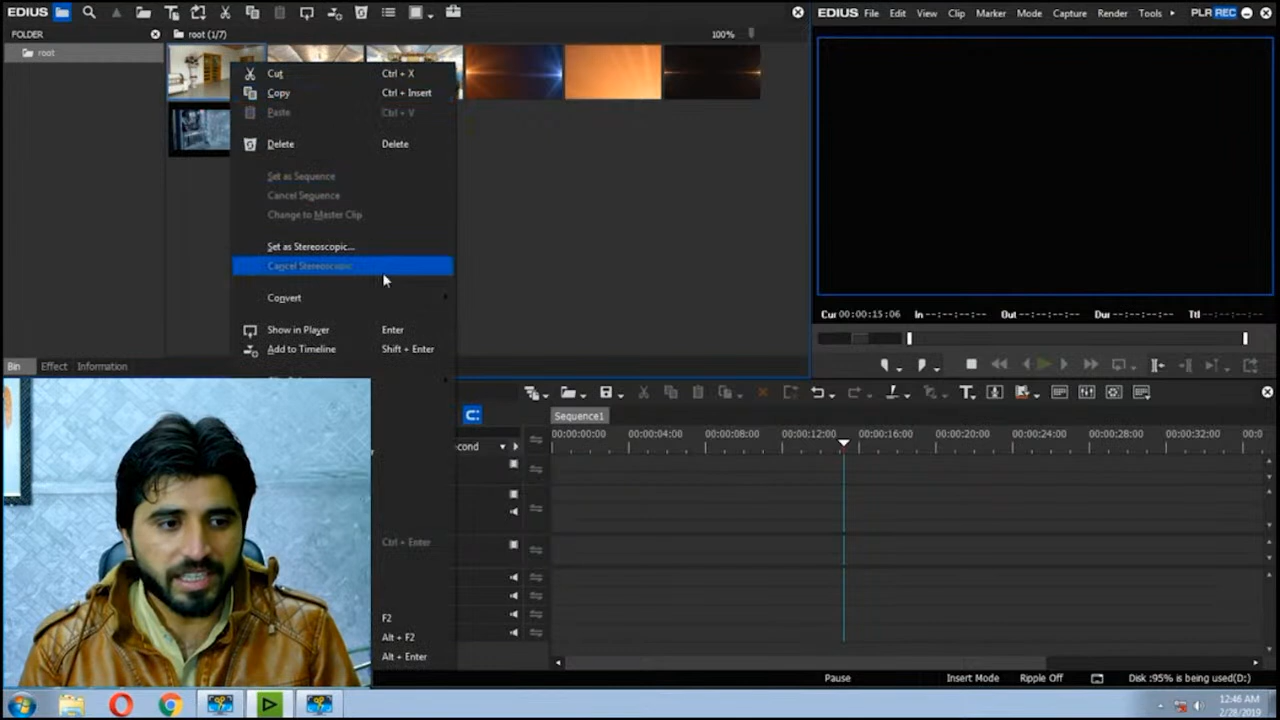 EDIUS
FOLDER
root (1/7)
100%
root
Cut Ctrl + X
Copy Ctrl + Insert
Paste Ctrl + V
Delete Delete
Set as Sequence
Cancel Sequence
Change to Master Clip
Set as Stereoscopic...
Cancel Stereoscopic
Convert
Show in Player Enter
Add to Timeline Shift + Enter
Ctrl + Enter
F2
Alt + F2
Alt + Enter
Bin Effect Information
EDIUS File Edit View Clip Marker Mode Capture Render Tools PLR REC
Cur 00:00:15:06 In --:--:--:-- Out --:--:--:-- Dur --:--:--:-- Ttl --:--:--:--
Sequence1
econd
00:00:00:00 00:00:04:00 00:00:08:00 00:00:12:00 00:00:16:00 00:00:20:00 00:00:24:00 00:00:28:00 00:00:32:00 00:0
Pause Insert Mode Ripple Off Disk :95% is being used(D:)
12:46 AM
2/28/2019